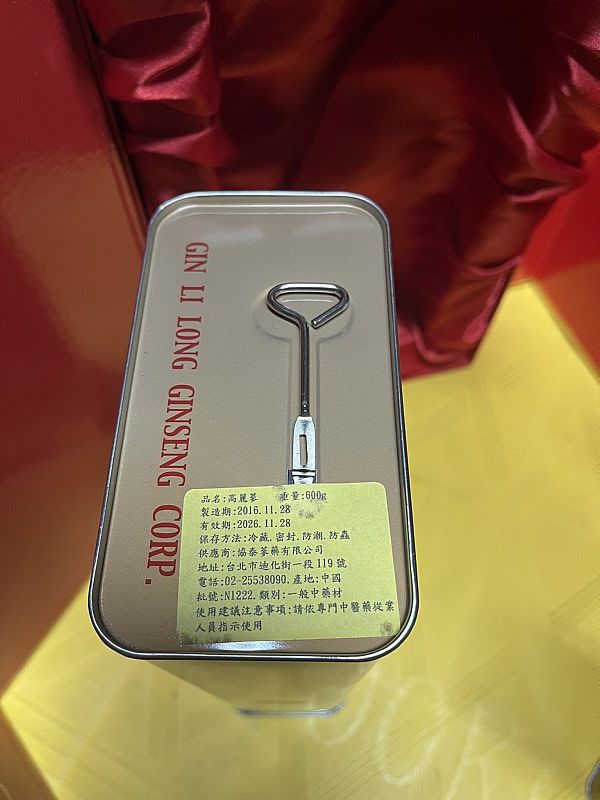 GIN LI LONG GINSENG CORP.
品名:高麗蔘 重量:600g
製造期:2016.11.28
有效期:2026.11.28
保存方法:冷藏.密封.防潮.防蟲
供應商:協泰蔘藥有限公司
地址:台北市迪化街一段119號
電話:02-25538090.產地:中國
批號:N1222.類別:一般中藥材
使用建議注意事項:請依專門中醫藥從業
人員指示使用